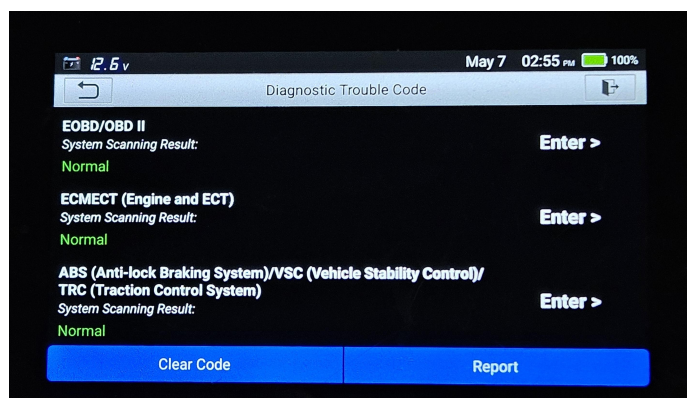 12.6 v
May 7 02:55 PM 100%
Diagnostic Trouble Code
EOBD/OBD II
System Scanning Result:
Enter >
Normal
ECMECT (Engine and ECT)
System Scanning Result:
Enter >
Normal
ABS (Anti-lock Braking System)/VSC (Vehicle Stability Control)/
TRC (Traction Control System)
System Scanning Result:
Enter >
Normal
Clear Code
Report